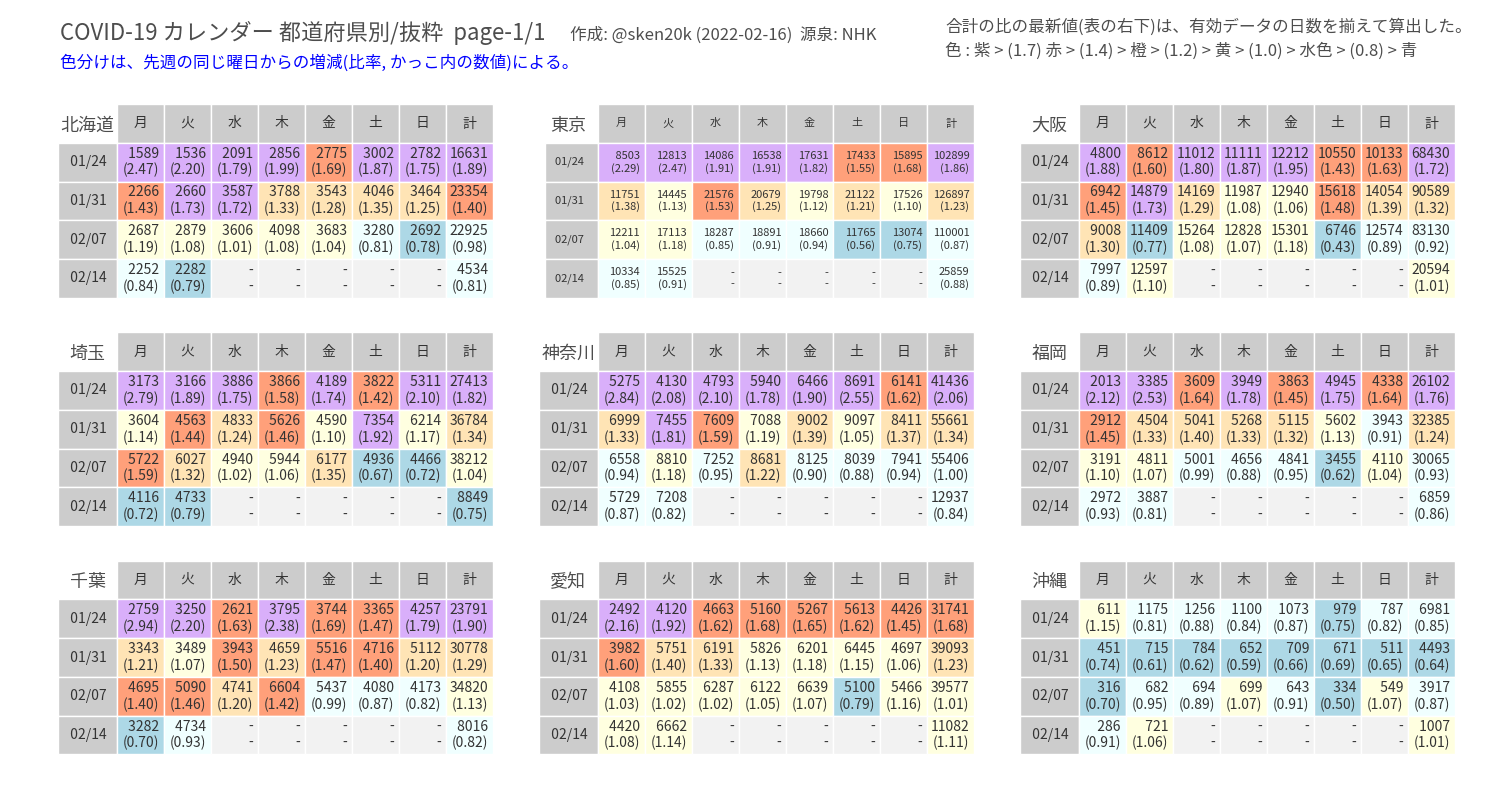 COVID-19 カレンダー 都道府県別/抜粋 page-1/1 作成: @sken20k (2022-02-16) 源泉: NHK
色分けは、先週の同じ曜日からの増減(比率, かっこ内の数値)による。
合計の比の最新値(表の右下)は、有効データの日数を揃えて算出した。
色 : 紫 > (1.7) 赤 > (1.4) > 橙 > (1.2) > 黄 > (1.0) > 水色 > (0.8) > 青
北海道 月 火 水 木 金 土 日 計
01/24 1589 1536 2091 2856 2775 3002 2782 16631
(2.47) (2.20) (1.79) (1.99) (1.69) (1.87) (1.75) (1.89)
01/31 2266 2660 3587 3788 3543 4046 3464 23354
(1.43) (1.73) (1.72) (1.33) (1.28) (1.35) (1.25) (1.40)
02/07 2687 2879 3606 4098 3683 3280 2692 22925
(1.19) (1.08) (1.01) (1.08) (1.04) (0.81) (0.78) (0.98)
02/14 2252 2282 - - - - - 4534
(0.84) (0.79) - - - - - (0.81)
東京 月 火 水 木 金 土 日 計
01/24 8503 12813 14086 16538 17631 17433 15895 102899
(2.29) (2.47) (1.91) (1.91) (1.82) (1.55) (1.68) (1.86)
01/31 11751 14445 21576 20679 19798 21122 17526 126897
(1.38) (1.13) (1.53) (1.25) (1.12) (1.21) (1.10) (1.23)
02/07 12211 17113 18287 18891 18660 11765 13074 110001
(1.04) (1.18) (0.85) (0.91) (0.94) (0.56) (0.75) (0.87)
02/14 10334 15525 - - - - - 25859
(0.85) (0.91) - - - - - (0.88)
大阪 月 火 水 木 金 土 日 計
01/24 4800 8612 11012 11111 12212 10550 10133 68430
(1.88) (1.60) (1.80) (1.87) (1.95) (1.43) (1.63) (1.72)
01/31 6942 14879 14169 11987 12940 15618 14054 90589
(1.45) (1.73) (1.29) (1.08) (1.06) (1.48) (1.39) (1.32)
02/07 9008 11409 15264 12828 15301 6746 12574 83130
(1.30) (0.77) (1.08) (1.07) (1.18) (0.43) (0.89) (0.92)
02/14 7997 12597 - - - - - 20594
(0.89) (1.10) - - - - - (1.01)
埼玉 月 火 水 木 金 土 日 計
01/24 3173 3166 3886 3866 4189 3822 5311 27413
(2.79) (1.89) (1.75) (1.58) (1.74) (1.42) (2.10) (1.82)
01/31 3604 4563 4833 5626 4590 7354 6214 36784
(1.14) (1.44) (1.24) (1.46) (1.10) (1.92) (1.17) (1.34)
02/07 5722 6027 4940 5944 6177 4936 4466 38212
(1.59) (1.32) (1.02) (1.06) (1.35) (0.67) (0.72) (1.04)
02/14 4116 4733 - - - - - 8849
(0.72) (0.79) - - - - - (0.75)
神奈川 月 火 水 木 金 土 日 計
01/24 5275 4130 4793 5940 6466 8691 6141 41436
(2.84) (2.08) (2.10) (1.78) (1.90) (2.55) (1.62) (2.06)
01/31 6999 7455 7609 7088 9002 9097 8411 55661
(1.33) (1.81) (1.59) (1.19) (1.39) (1.05) (1.37) (1.34)
02/07 6558 8810 7252 8681 8125 8039 7941 55406
(0.94) (1.18) (0.95) (1.22) (0.90) (0.88) (0.94) (1.00)
02/14 5729 7208 - - - - - 12937
(0.87) (0.82) - - - - - (0.84)
福岡 月 火 水 木 金 土 日 計
01/24 2013 3385 3609 3949 3863 4945 4338 26102
(2.12) (2.53) (1.64) (1.78) (1.45) (1.75) (1.64) (1.76)
01/31 2912 4504 5041 5268 5115 5602 3943 32385
(1.45) (1.33) (1.40) (1.33) (1.32) (1.13) (0.91) (1.24)
02/07 3191 4811 5001 4656 4841 3455 4110 30065
(1.10) (1.07) (0.99) (0.88) (0.95) (0.62) (1.04) (0.93)
02/14 2972 3887 - - - - - 6859
(0.93) (0.81) - - - - - (0.86)
千葉 月 火 水 木 金 土 日 計
01/24 2759 3250 2621 3795 3744 3365 4257 23791
(2.94) (2.20) (1.63) (2.38) (1.69) (1.47) (1.79) (1.90)
01/31 3343 3489 3943 4659 5516 4716 5112 30778
(1.21) (1.07) (1.50) (1.23) (1.47) (1.40) (1.20) (1.29)
02/07 4695 5090 4741 6604 5437 4080 4173 34820
(1.40) (1.46) (1.20) (1.42) (0.99) (0.87) (0.82) (1.13)
02/14 3282 4734 - - - - - 8016
(0.70) (0.93) - - - - - (0.82)
愛知 月 火 水 木 金 土 日 計
01/24 2492 4120 4663 5160 5267 5613 4426 31741
(2.16) (1.92) (1.62) (1.68) (1.65) (1.62) (1.45) (1.68)
01/31 3982 5751 6191 5826 6201 6445 4697 39093
(1.60) (1.40) (1.33) (1.13) (1.18) (1.15) (1.06) (1.23)
02/07 4108 5855 6287 6122 6639 5100 5466 39577
(1.03) (1.02) (1.02) (1.05) (1.07) (0.79) (1.16) (1.01)
02/14 4420 6662 - - - - - 11082
(1.08) (1.14) - - - - - (1.11)
沖縄 月 火 水 木 金 土 日 計
01/24 611 1175 1256 1100 1073 979 787 6981
(1.15) (0.81) (0.88) (0.84) (0.87) (0.75) (0.82) (0.85)
01/31 451 715 784 652 709 671 511 4493
(0.74) (0.61) (0.62) (0.59) (0.66) (0.69) (0.65) (0.64)
02/07 316 682 694 699 643 334 549 3917
(0.70) (0.95) (0.89) (1.07) (0.91) (0.50) (1.07) (0.87)
02/14 286 721 - - - - - 1007
(0.91) (1.06) - - - - - (1.01)